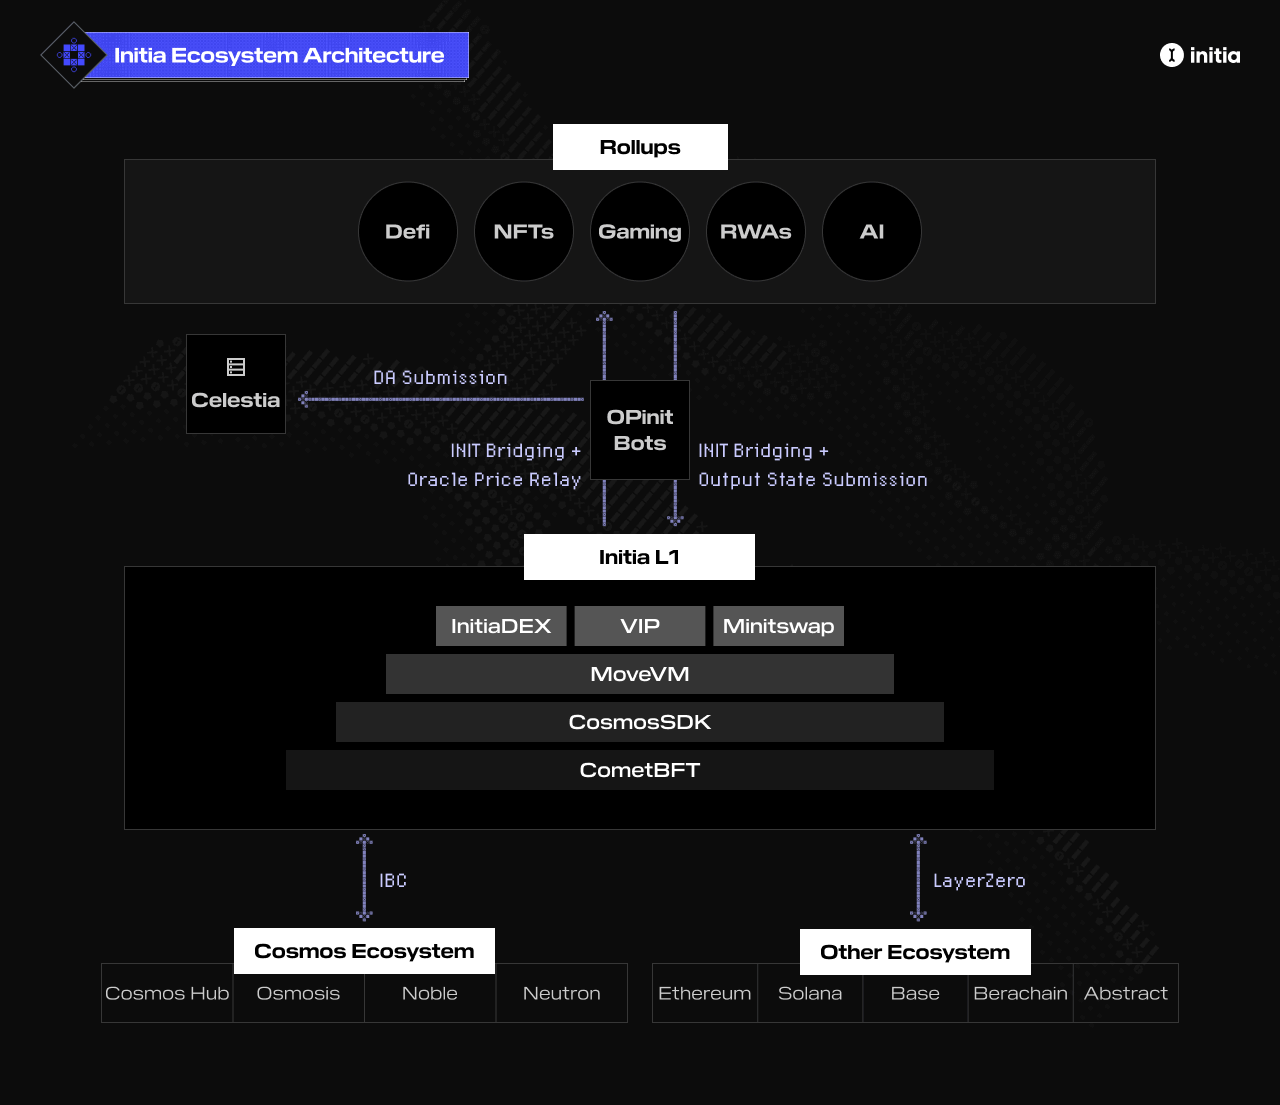 Initia Ecosystem Architecture
initia
Rollups
Defi
NFTs
Gaming
RWAs
AI
Celestia
DA Submission
OPinit
Bots
INIT Bridging +
Oracle Price Relay
INIT Bridging +
Output State Submission
Initia L1
InitiaDEX
VIP
Minitswap
MoveVM
CosmosSDK
CometBFT
IBC
LayerZero
Cosmos Ecosystem
Cosmos Hub
Osmosis
Noble
Neutron
Other Ecosystem
Ethereum
Solana
Base
Berachain
Abstract